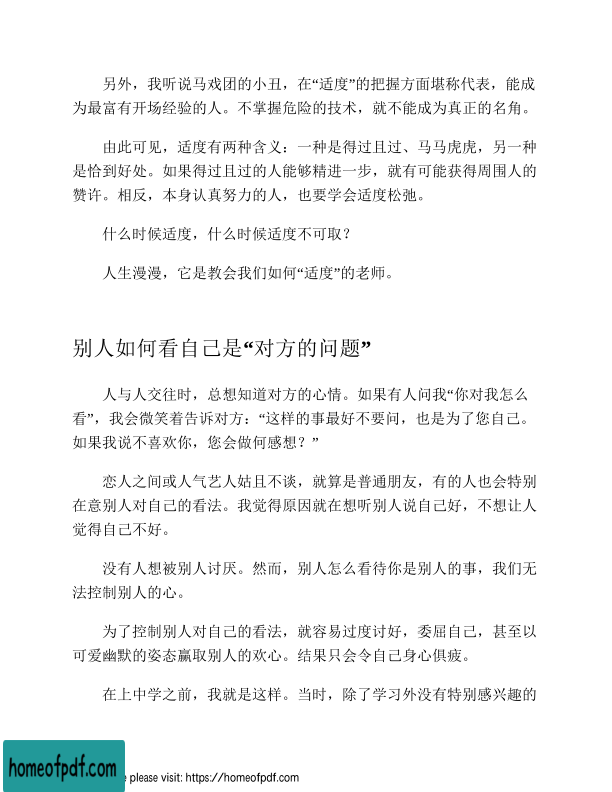 另外，我听说马戏团的小丑，在“适度”的把握方面堪称代表，能成
为最富有开场经验的人。不掌握危险的技术，就不能成为真正的名角。
由此可见，适度有两种含义：一种是得过且过、马马虎虎，另一种
是恰到好处。如果得过且过的人能够精进一步，就有可能获得周围人的
赞许。相反，本身认真努力的人，也要学会适度松弛。
什么时候适度，什么时候适度不可取？
人生漫漫，它是教会我们如何“适度”的老师。
别人如何看自己是“对方的问题”
人与人交往时，总想知道对方的心情。如果有人问我“你对我怎么
看”，我会微笑着告诉对方：“这样的事最好不要问，也是为了您自己。
如果我说不喜欢你，您会做何感想？”
恋人之间或人气艺人姑且不谈，就算是普通朋友，有的人也会特别
在意别人对自己的看法。我觉得原因就在想听别人说自己好，不想让人
觉得自己不好。
没有人想被别人讨厌。然而，别人怎么看待你是别人的事，我们无
法控制别人的心。
为了控制别人对自己的看法，就容易过度讨好，委屈自己，甚至以
可爱幽默的姿态赢取别人的欢心。结果只会令自己身心俱疲。
在上中学之前，我就是这样。当时，除了学习外没有特别感兴趣的
homeofpdf.com
e please visit: https://homeofpdf.com